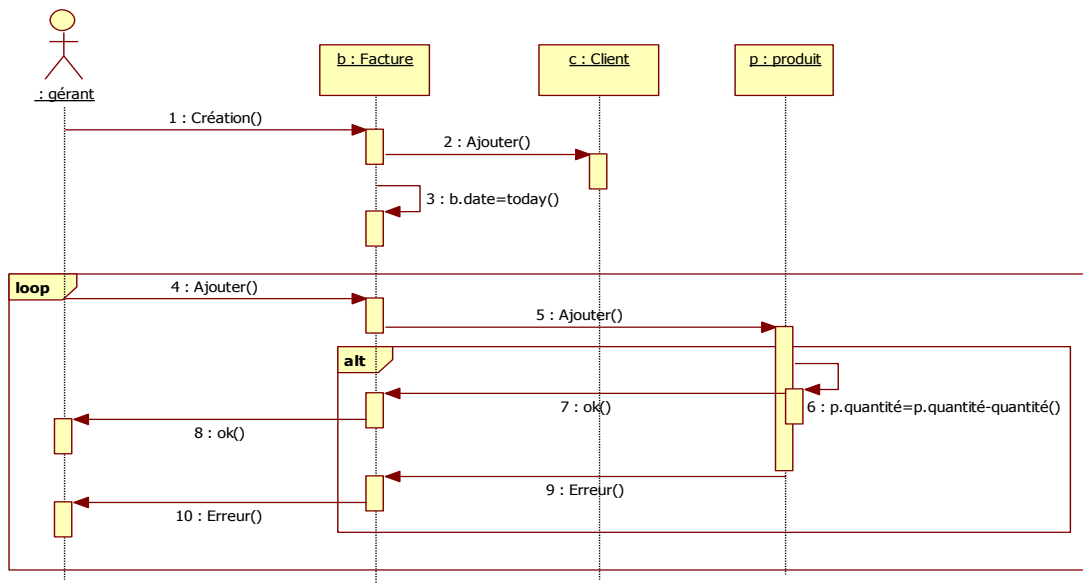 : gérant
b : Facture
c : Client
p : produit
1 : Création()
2 : Ajouter()
3 : b.date=today()
loop
4 : Ajouter()
5 : Ajouter()
alt
6 : p.quantité=p.quantité-quantité()
7 : ok()
8 : ok()
9 : Erreur()
10 : Erreur()